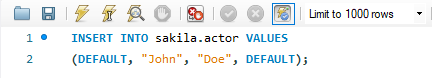 Limit to 1000 rows
1 INSERT INTO sakila.actor VALUES
2 (DEFAULT, "John", "Doe", DEFAULT);